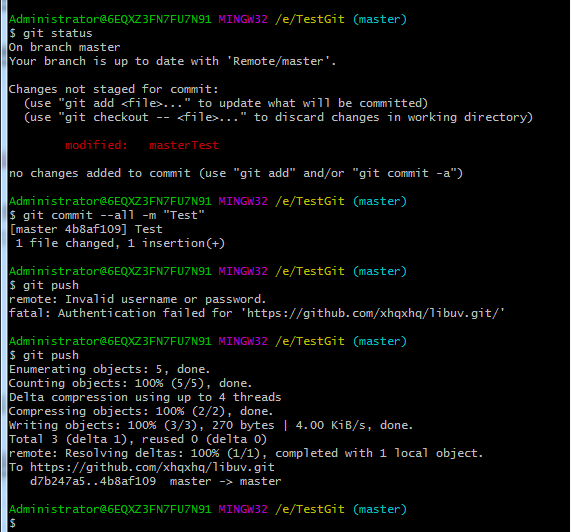 Administrator@6EQXZ3FN7FU7N91 MINGW32 /e/TestGit (master)
$ git status
On branch master
Your branch is up to date with 'Remote/master'.
Changes not staged for commit:
(use "git add <file>..." to update what will be committed)
(use "git checkout -- <file>..." to discard changes in working directory)
modified: masterTest
no changes added to commit (use "git add" and/or "git commit -a")
Administrator@6EQXZ3FN7FU7N91 MINGW32 /e/TestGit (master)
$ git commit --all -m "Test"
[master 4b8af109] Test
1 file changed, 1 insertion(+)
Administrator@6EQXZ3FN7FU7N91 MINGW32 /e/TestGit (master)
$ git push
remote: Invalid username or password.
fatal: Authentication failed for 'https://github.com/xhqxhq/libuv.git/'
Administrator@6EQXZ3FN7FU7N91 MINGW32 /e/TestGit (master)
$ git push
Enumerating objects: 5, done.
Counting objects: 100% (5/5), done.
Delta compression using up to 4 threads
Compressing objects: 100% (2/2), done.
Writing objects: 100% (3/3), 270 bytes | 4.00 KiB/s, done.
Total 3 (delta 1), reused 0 (delta 0)
remote: Resolving deltas: 100% (1/1), completed with 1 local object.
To https://github.com/xhqxhq/libuv.git
d7b247a5..4b8af109 master -> master
Administrator@6EQXZ3FN7FU7N91 MINGW32 /e/TestGit (master)
$